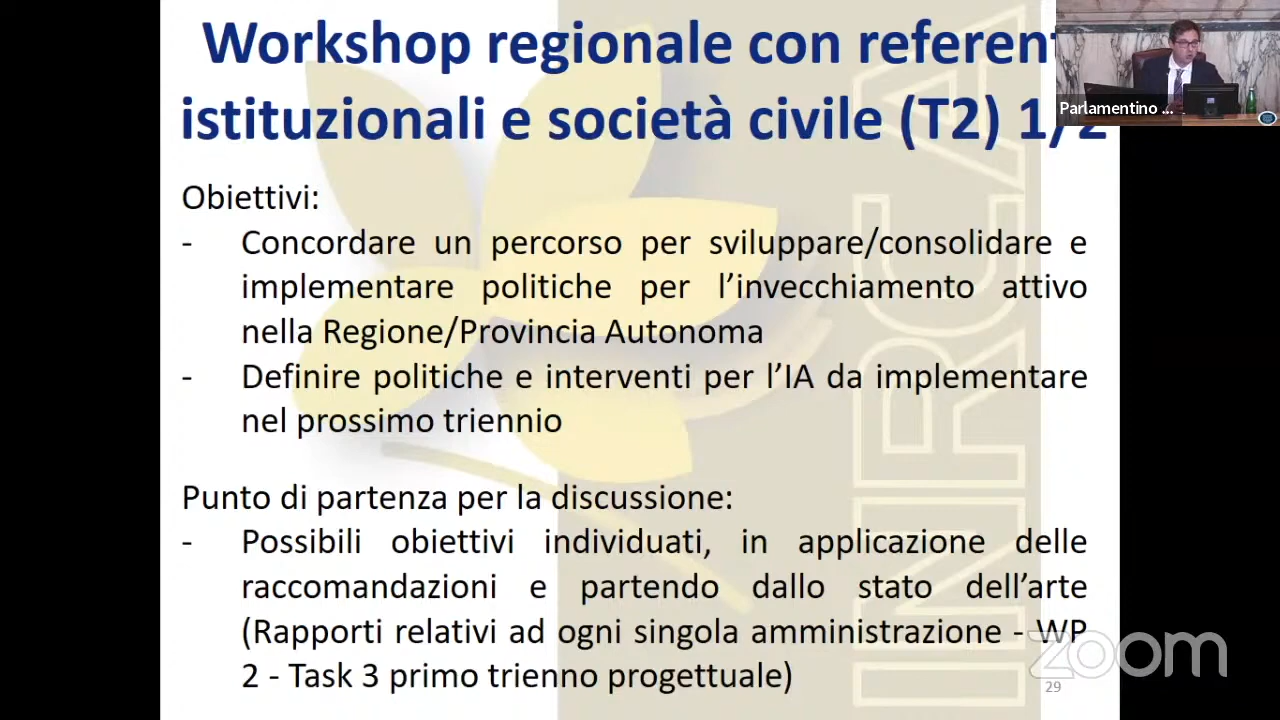 Workshop regionale con referent
istituzionali e società civile (T2) 1/2
Parlamentino ...
Obiettivi:
- Concordare un percorso per sviluppare/consolidare e
implementare politiche per l’invecchiamento attivo
nella Regione/Provincia Autonoma
- Definire politiche e interventi per l’IA da implementare
nel prossimo triennio
Punto di partenza per la discussione:
- Possibili obiettivi individuati, in applicazione delle
raccomandazioni e partendo dallo stato dell’arte
(Rapporti relativi ad ogni singola amministrazione - WP
2 - Task 3 primo trienno progettuale)
29
zoom
INRCA